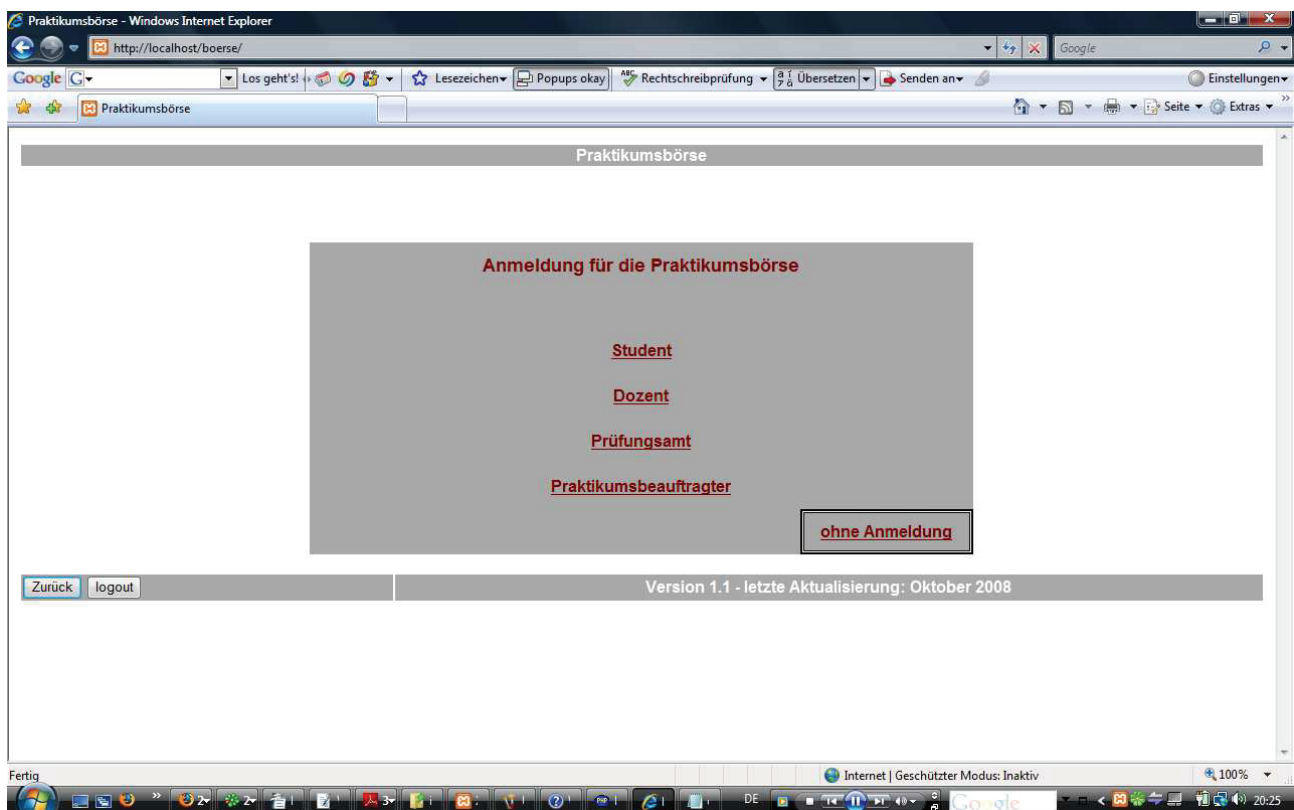 Praktikumsbörse - Windows Internet Explorer
http://localhost/boerse/ Google
Google G Los geht's! Lesezeichen Popups okay Rechtschreibprüfung Übersetzen Senden an Einstellungen
Praktikumsbörse Seite Extras
Praktikumsbörse
Anmeldung für die Praktikumsbörse
Student
Dozent
Prüfungsamt
Praktikumsbeauftragter
ohne Anmeldung
Zurück logout Version 1.1 - letzte Aktualisierung: Oktober 2008
Fertig Internet | Geschützter Modus: Inaktiv 100%
DE Google 20:25